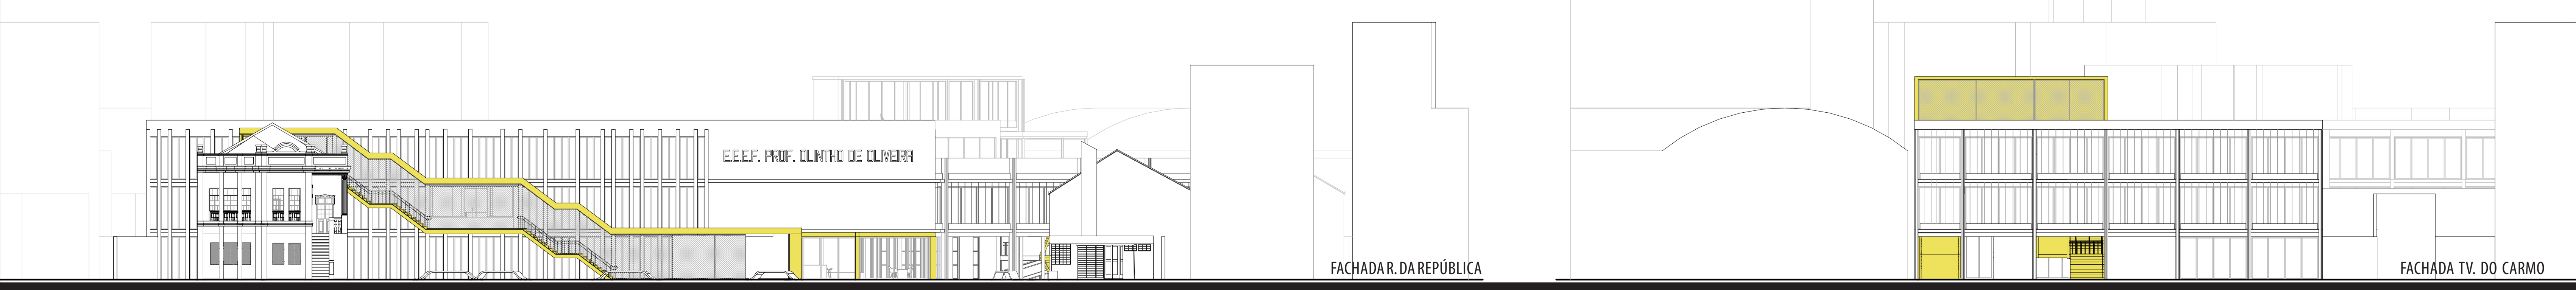 E.E.E.F. PROF. OLINTHO DE OLIVEIRA
FACHADA R. DA REPÚBLICA
FACHADA TV. DO CARMO